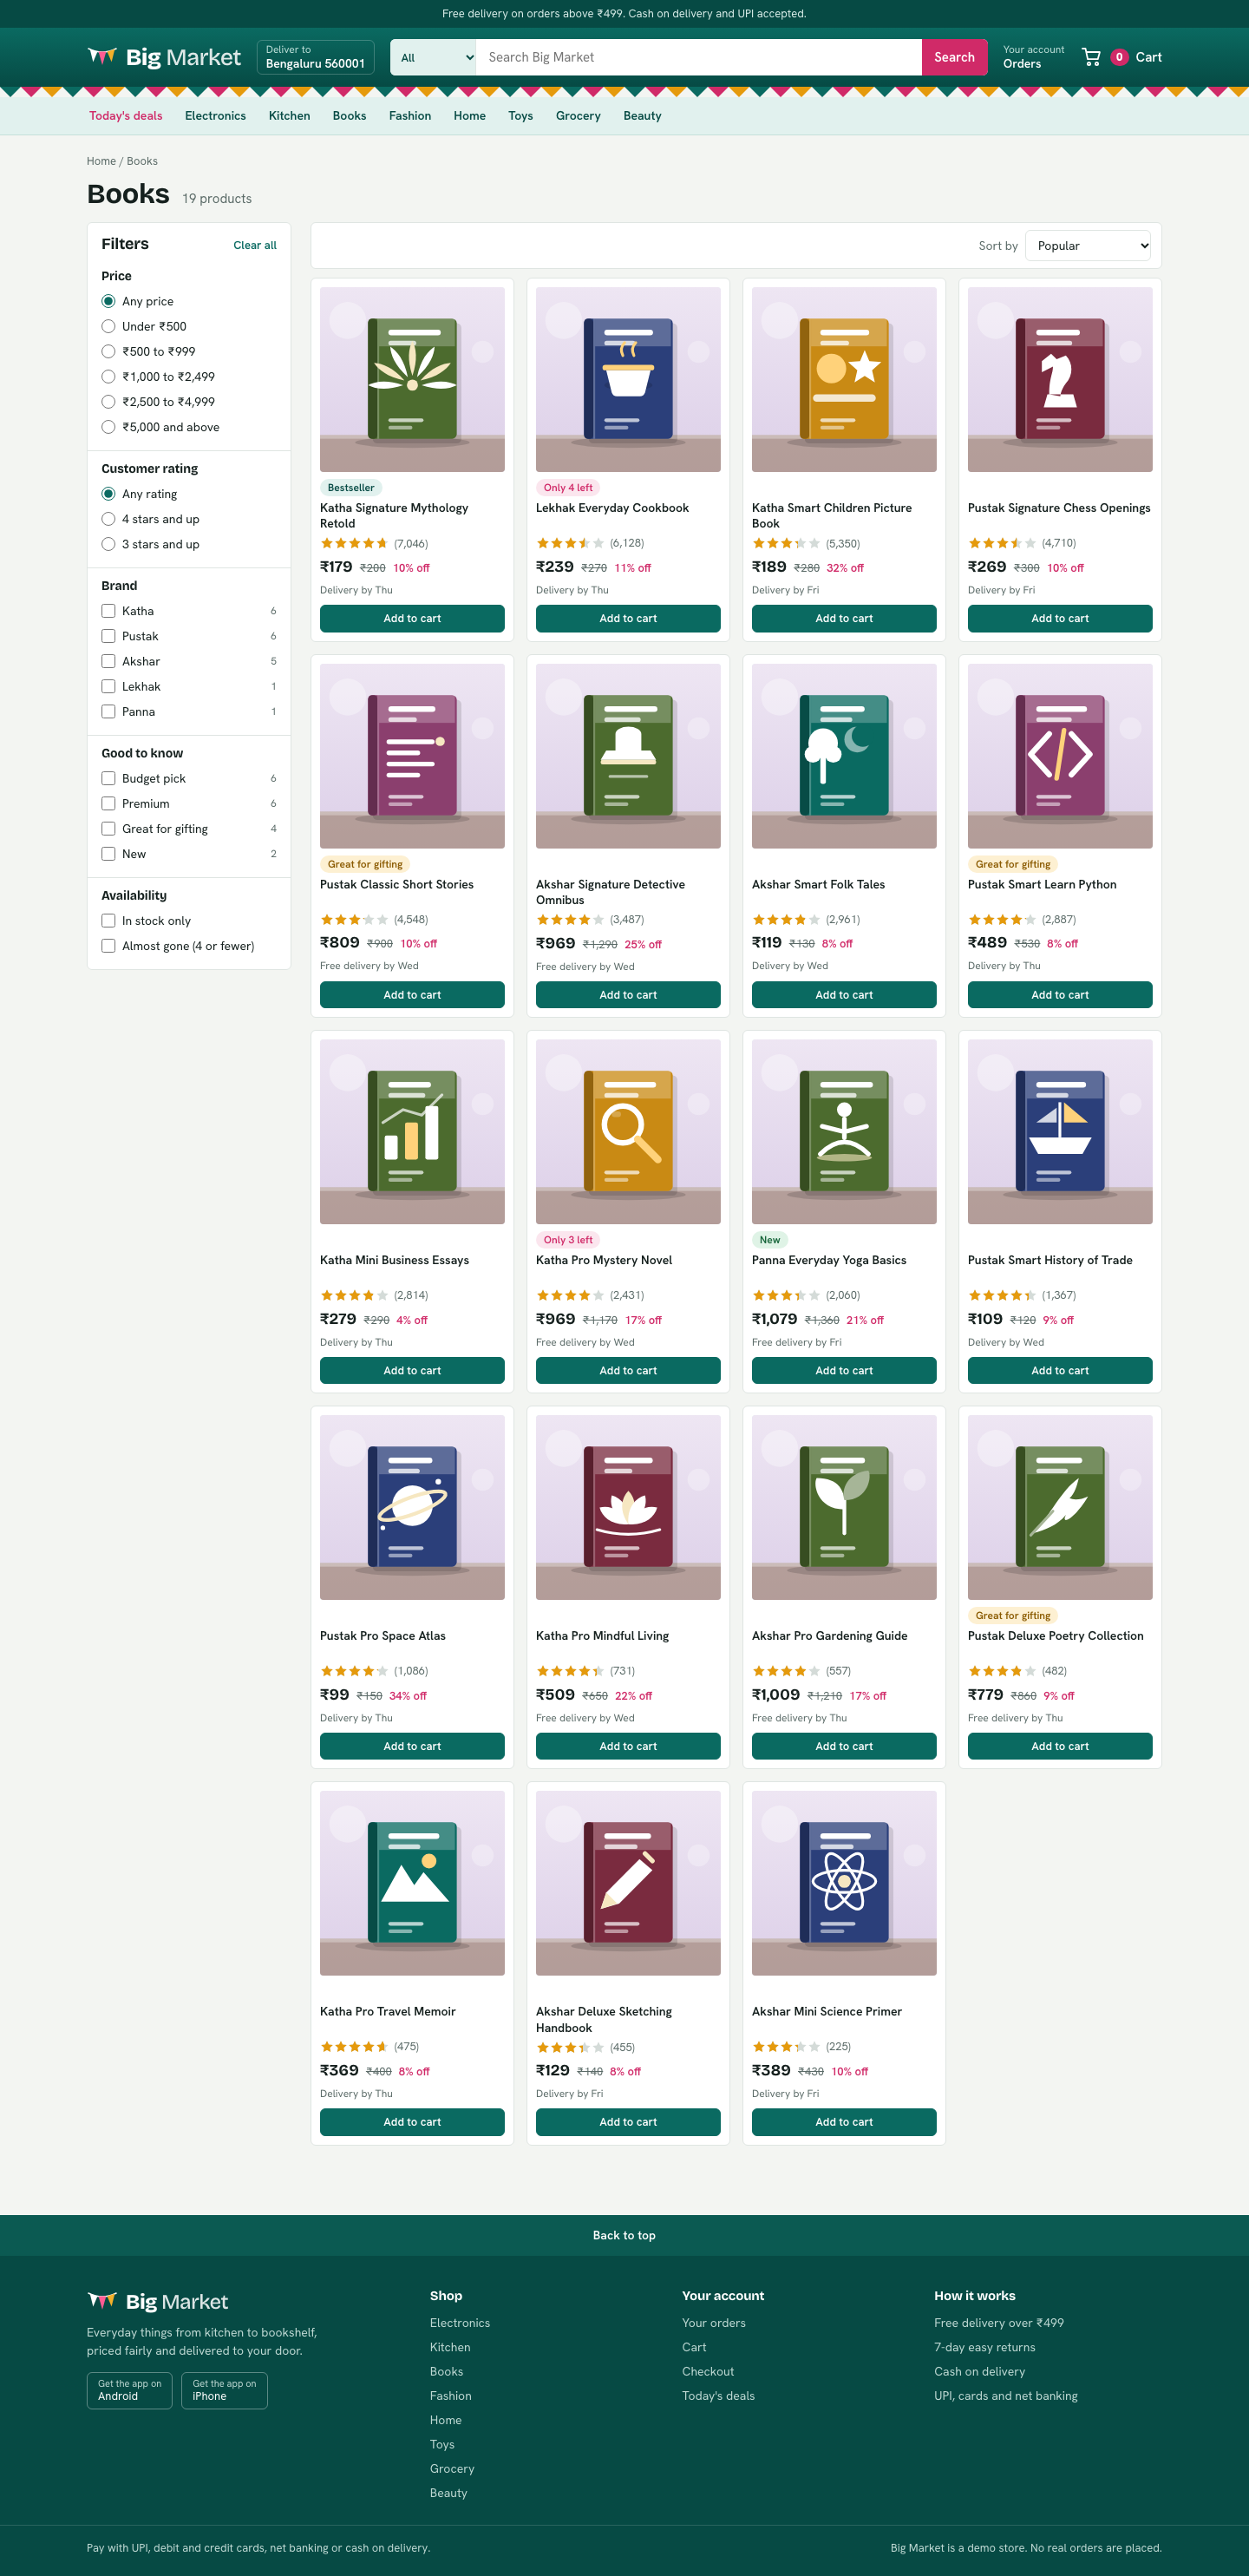 Free delivery on orders above ₹499. Cash on delivery and UPI accepted.
Big Market
Deliver to
Bengaluru 560001
All
Search Big Market
Search
Your account
Orders
0
Cart
Today's deals
Electronics
Kitchen
Books
Fashion
Home
Toys
Grocery
Beauty
Home / Books
Books 19 products
Filters
Clear all
Price
Any price
Under ₹500
₹500 to ₹999
₹1,000 to ₹2,499
₹2,500 to ₹4,999
₹5,000 and above
Customer rating
Any rating
4 stars and up
3 stars and up
Brand
Katha 6
Pustak 6
Akshar 5
Lekhak 1
Panna 1
Good to know
Budget pick 6
Premium 6
Great for gifting 4
New 2
Availability
In stock only
Almost gone (4 or fewer)
Sort by Popular
Bestseller
Katha Signature Mythology
Retold
(7,046)
₹179 ₹200 10% off
Delivery by Thu
Add to cart
Only 4 left
Lekhak Everyday Cookbook
(6,128)
₹239 ₹270 11% off
Delivery by Thu
Add to cart
Katha Smart Children Picture
Book
(5,350)
₹189 ₹280 32% off
Delivery by Fri
Add to cart
Pustak Signature Chess Openings
(4,710)
₹269 ₹300 10% off
Delivery by Fri
Add to cart
Great for gifting
Pustak Classic Short Stories
(4,548)
₹809 ₹900 10% off
Free delivery by Wed
Add to cart
Akshar Signature Detective
Omnibus
(3,487)
₹969 ₹1,290 25% off
Free delivery by Wed
Add to cart
Akshar Smart Folk Tales
(2,961)
₹119 ₹130 8% off
Delivery by Wed
Add to cart
Great for gifting
Pustak Smart Learn Python
(2,887)
₹489 ₹530 8% off
Delivery by Thu
Add to cart
Katha Mini Business Essays
(2,814)
₹279 ₹290 4% off
Delivery by Thu
Add to cart
Only 3 left
Katha Pro Mystery Novel
(2,431)
₹969 ₹1,170 17% off
Free delivery by Wed
Add to cart
New
Panna Everyday Yoga Basics
(2,060)
₹1,079 ₹1,360 21% off
Free delivery by Fri
Add to cart
Pustak Smart History of Trade
(1,367)
₹109 ₹120 9% off
Delivery by Wed
Add to cart
Pustak Pro Space Atlas
(1,086)
₹99 ₹150 34% off
Delivery by Thu
Add to cart
Katha Pro Mindful Living
(731)
₹509 ₹650 22% off
Free delivery by Wed
Add to cart
Akshar Pro Gardening Guide
(557)
₹1,009 ₹1,210 17% off
Free delivery by Thu
Add to cart
Great for gifting
Pustak Deluxe Poetry Collection
(482)
₹779 ₹860 9% off
Free delivery by Thu
Add to cart
Katha Pro Travel Memoir
(475)
₹369 ₹400 8% off
Delivery by Thu
Add to cart
Akshar Deluxe Sketching
Handbook
(455)
₹129 ₹140 8% off
Delivery by Fri
Add to cart
Akshar Mini Science Primer
(225)
₹389 ₹430 10% off
Delivery by Fri
Add to cart
Back to top
Big Market
Everyday things from kitchen to bookshelf,
priced fairly and delivered to your door.
Get the app on
Android
Get the app on
iPhone
Shop
Electronics
Kitchen
Books
Fashion
Home
Toys
Grocery
Beauty
Your account
Your orders
Cart
Checkout
Today's deals
How it works
Free delivery over ₹499
7-day easy returns
Cash on delivery
UPI, cards and net banking
Pay with UPI, debit and credit cards, net banking or cash on delivery.
Big Market is a demo store. No real orders are placed.